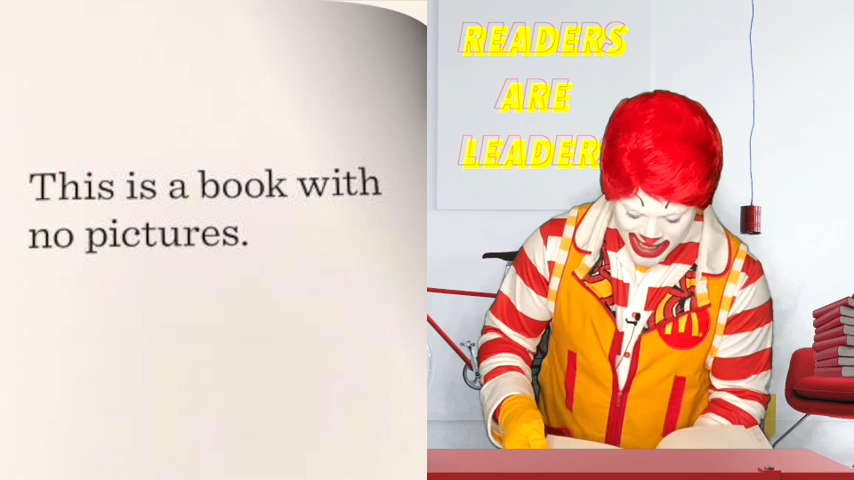 This is a book with
no pictures.
READERS
ARE
LEADER
M